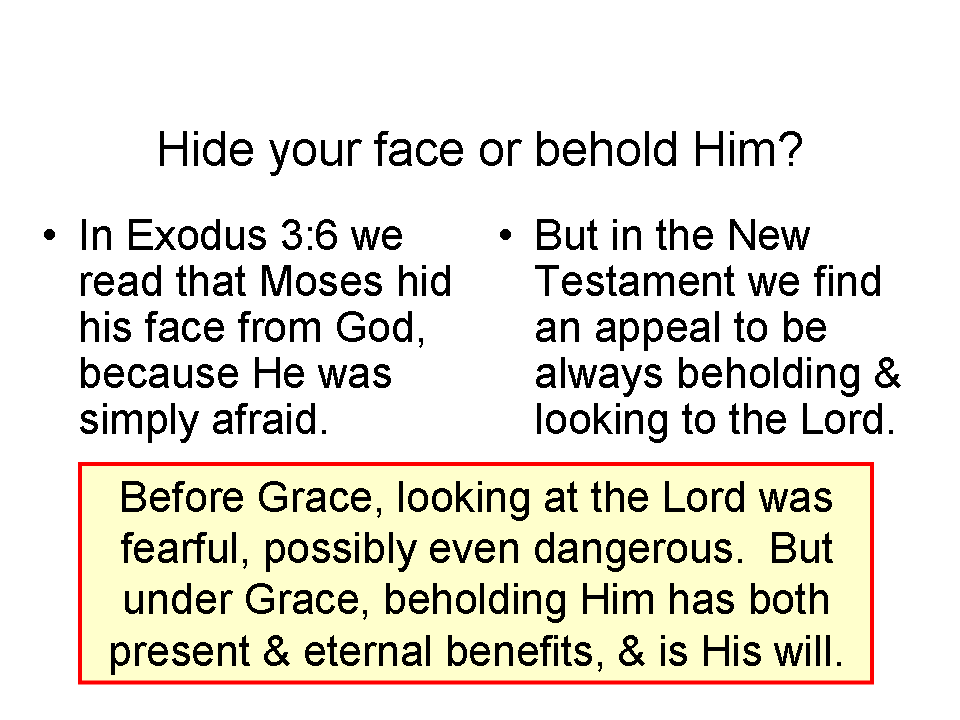 Hide your face or behold Him?
• In Exodus 3:6 we
read that Moses hid
his face from God,
because He was
simply afraid.
• But in the New
Testament we find
an appeal to be
always beholding &
looking to the Lord.
Before Grace, looking at the Lord was
fearful, possibly even dangerous.  But
under Grace, beholding Him has both
present & eternal benefits, & is His will.